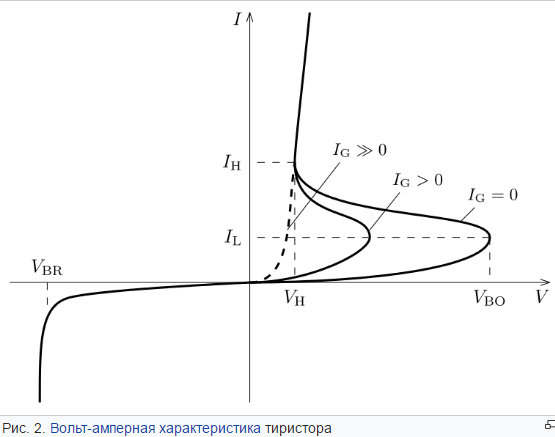 I
I_H
I_G ≫ 0
I_G > 0
I_G = 0
I_L
V_BR
V_H
V_BO
V
Рис. 2. Вольт-амперная характеристика тиристора